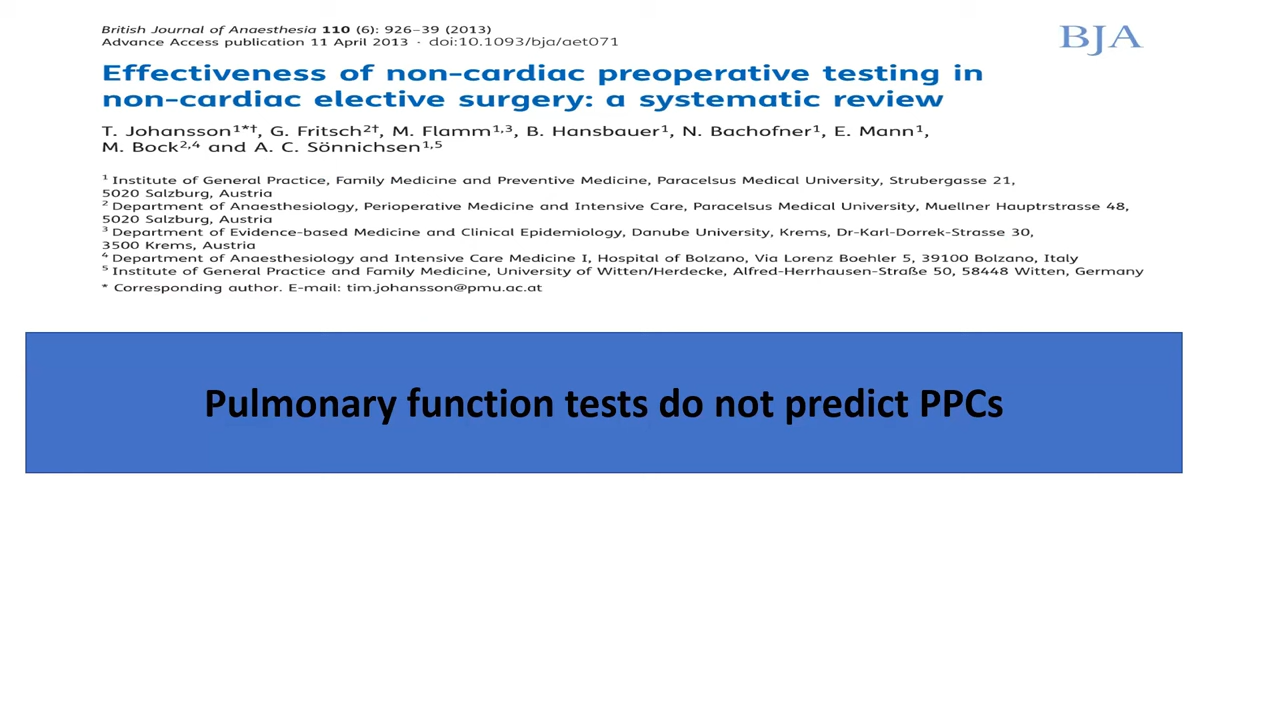 British Journal of Anaesthesia 110 (6): 926–39 (2013)
Advance Access publication 11 April 2013 · doi:10.1093/bja/aet071
BJA
Effectiveness of non-cardiac preoperative testing in
non-cardiac elective surgery: a systematic review
T. Johansson1*†, G. Fritsch2†, M. Flamm1,3, B. Hansbauer1, N. Bachofner1, E. Mann1,
M. Bock2,4 and A. C. Sönnichsen1,5
1 Institute of General Practice, Family Medicine and Preventive Medicine, Paracelsus Medical University, Strubergasse 21,
5020 Salzburg, Austria
2 Department of Anaesthesiology, Perioperative Medicine and Intensive Care, Paracelsus Medical University, Muellner Hauptrstrasse 48,
5020 Salzburg, Austria
3 Department of Evidence-based Medicine and Clinical Epidemiology, Danube University, Krems, Dr-Karl-Dorrek-Strasse 30,
3500 Krems, Austria
4 Department of Anaesthesiology and Intensive Care Medicine I, Hospital of Bolzano, Via Lorenz Boehler 5, 39100 Bolzano, Italy
5 Institute of General Practice and Family Medicine, University of Witten/Herdecke, Alfred-Herrhausen-Straße 50, 58448 Witten, Germany
* Corresponding author. E-mail: tim.johansson@pmu.ac.at
Pulmonary function tests do not predict PPCs